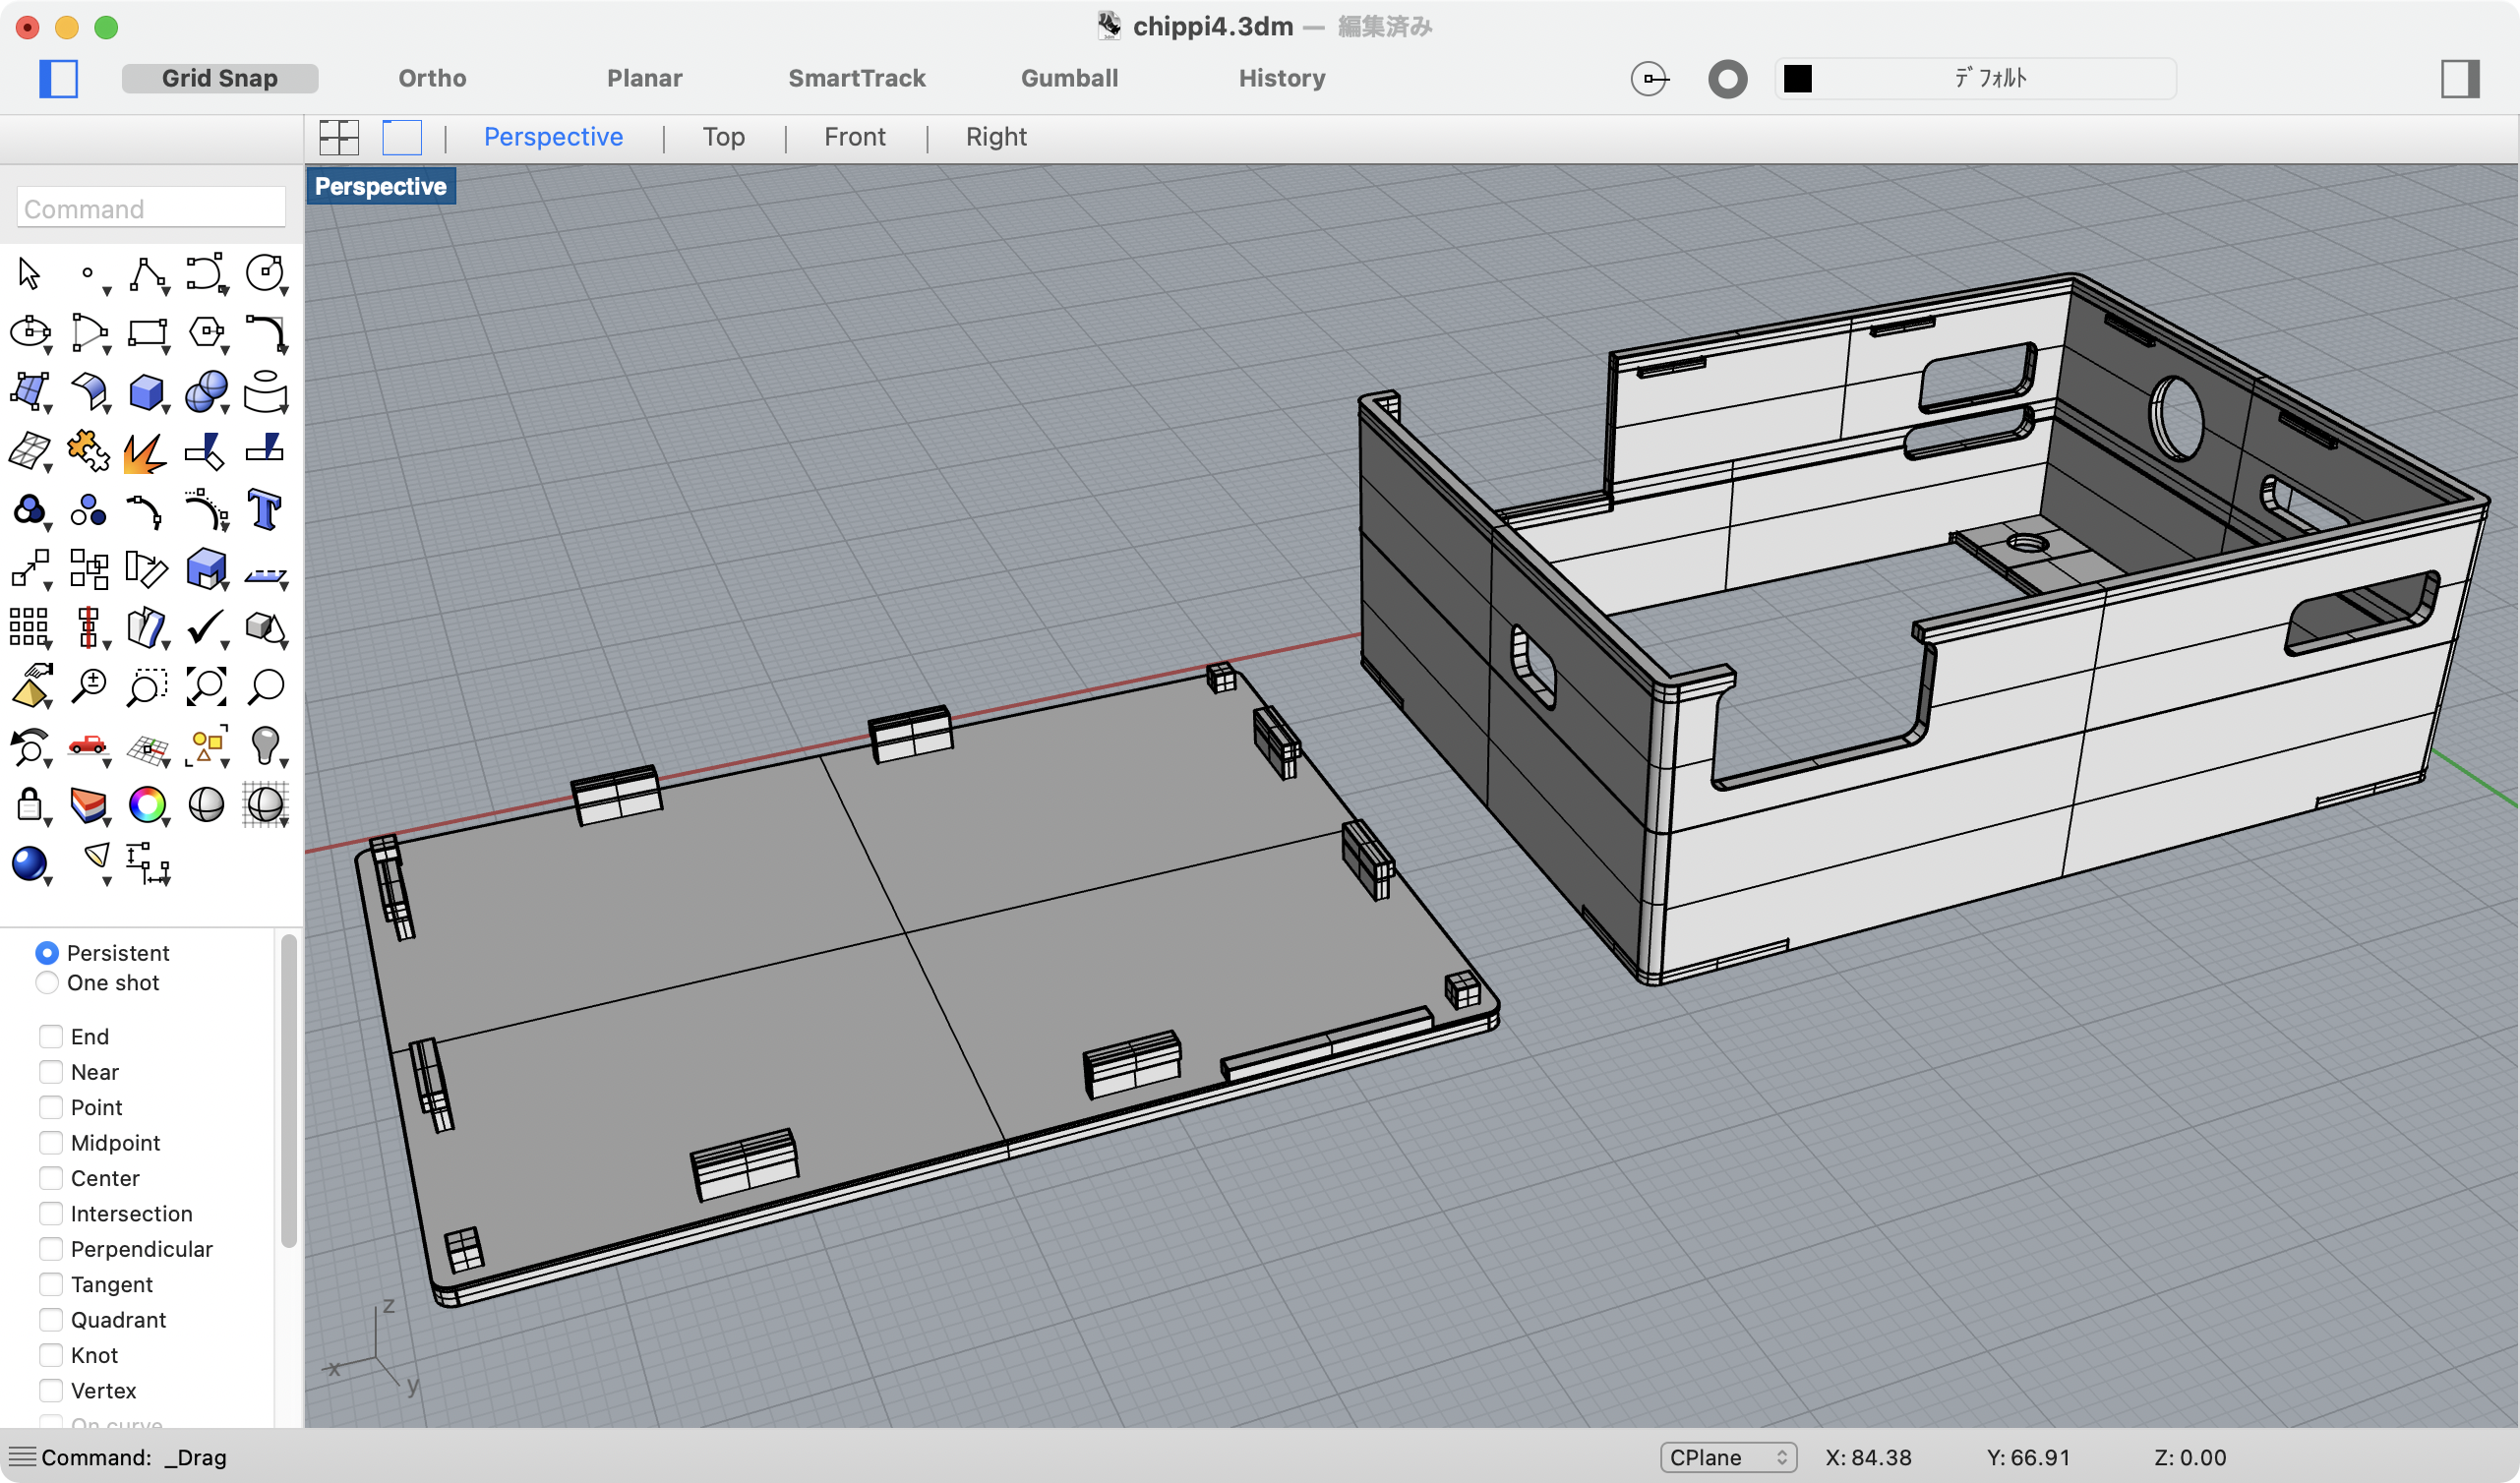 chippi4.3dm — 編集済み
Grid Snap
Ortho
Planar
SmartTrack
Gumball
History
デフォルト
Perspective
Top
Front
Right
Perspective
Command
Persistent
One shot
End
Near
Point
Midpoint
Center
Intersection
Perpendicular
Tangent
Quadrant
Knot
Vertex
On curve
z
x
y
Command: _Drag
CPlane
X: 84.38
Y: 66.91
Z: 0.00